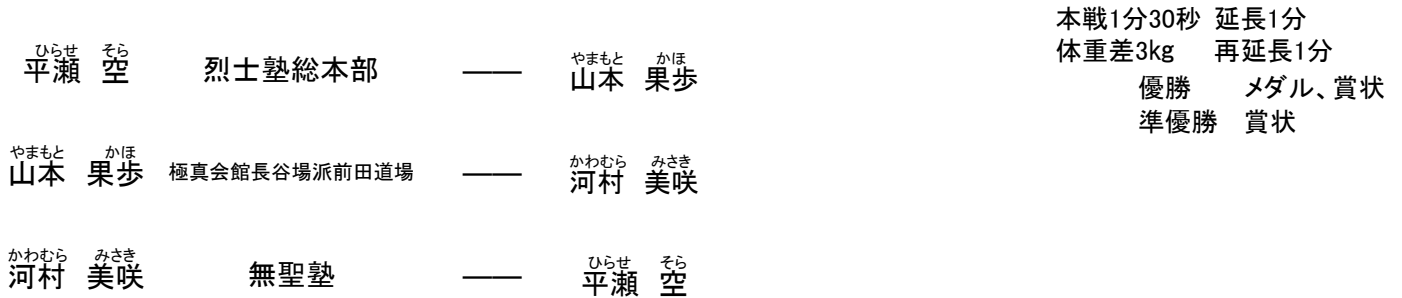 本戦1分30秒 延長1分
体重差3kg 再延長1分
優勝 メダル、賞状
準優勝 賞状
ひらせ そら やまもと かほ
平瀬 空 烈士塾総本部 —— 山本 果歩
やまもと かほ かわむら みさき
山本 果歩 極真会館長谷場派前田道場 —— 河村 美咲
かわむら みさき ひらせ そら
河村 美咲 無聖塾 —— 平瀬 空